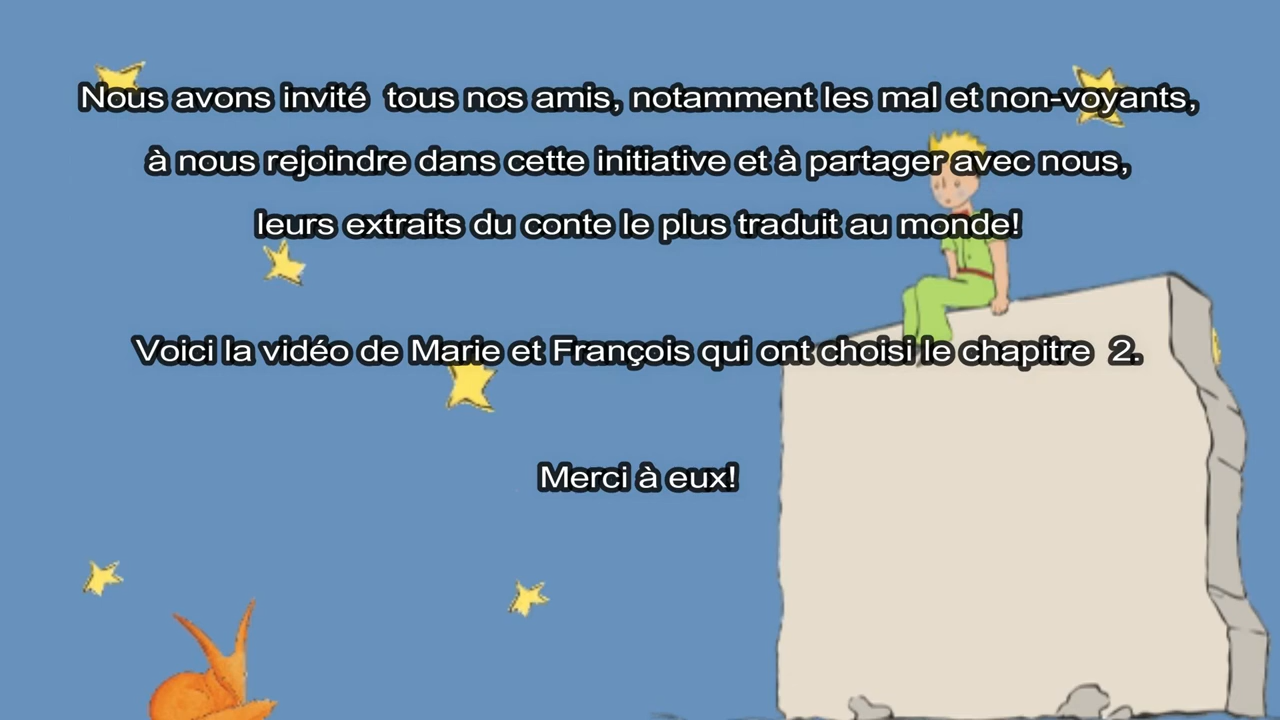 Nous avons invité  tous nos amis, notamment les mal et non-voyants,
à nous rejoindre dans cette initiative et à partager avec nous,
leurs extraits du conte le plus traduit au monde!
Voici la vidéo de Marie et François qui ont choisi le chapitre  2.
Merci à eux!